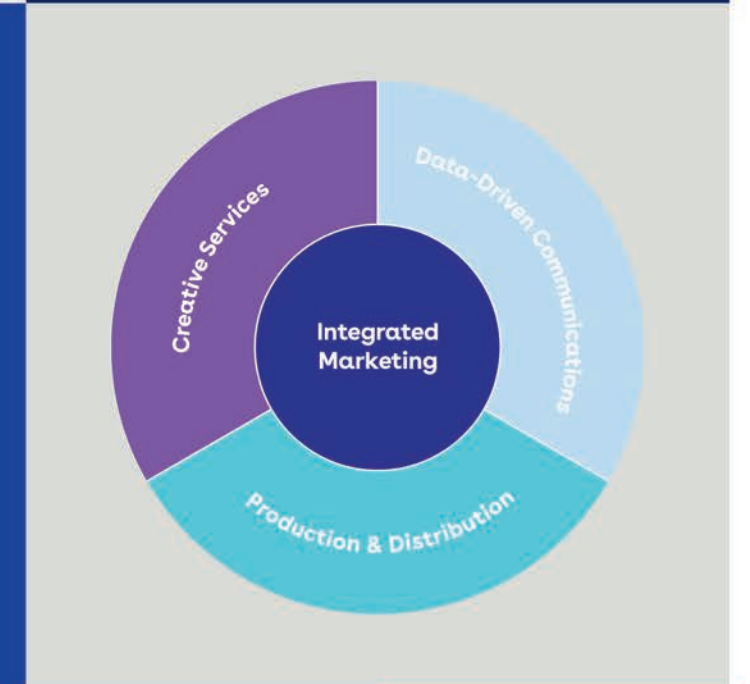 Creative Services
Data-Driven Communications
Integrated
Marketing
Production & Distribution